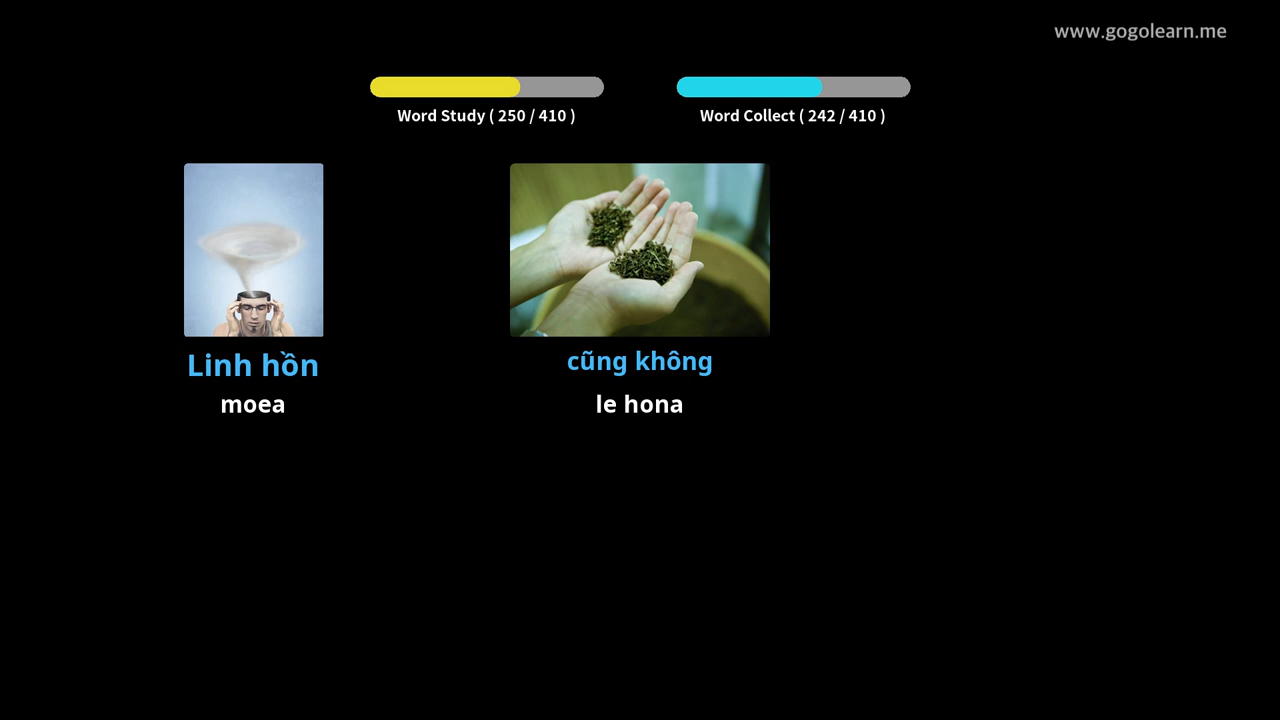 www.gogolearn.me
Word Study ( 250 / 410 )
Word Collect ( 242 / 410 )
Linh hồn
moea
cũng không
le hona